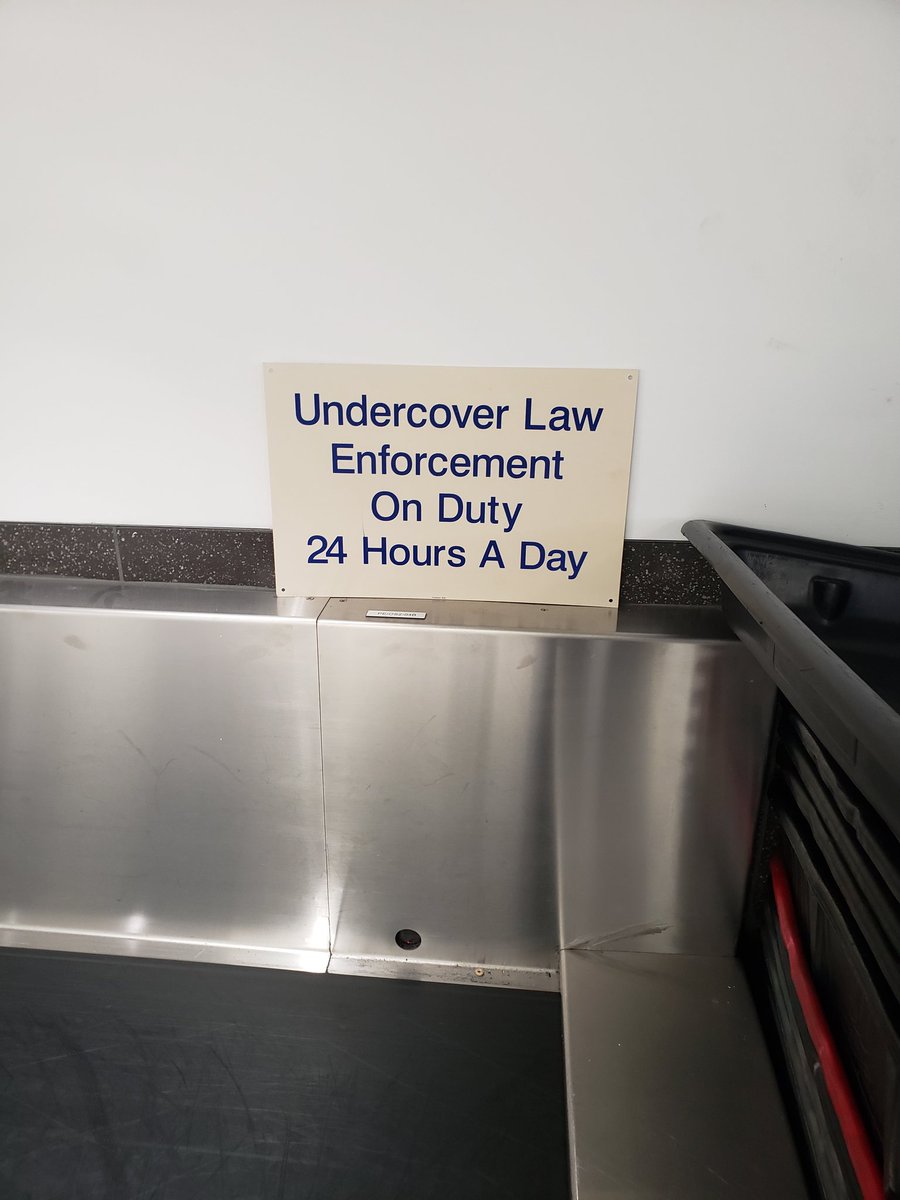 Undercover Law
Enforcement
On Duty
24 Hours A Day